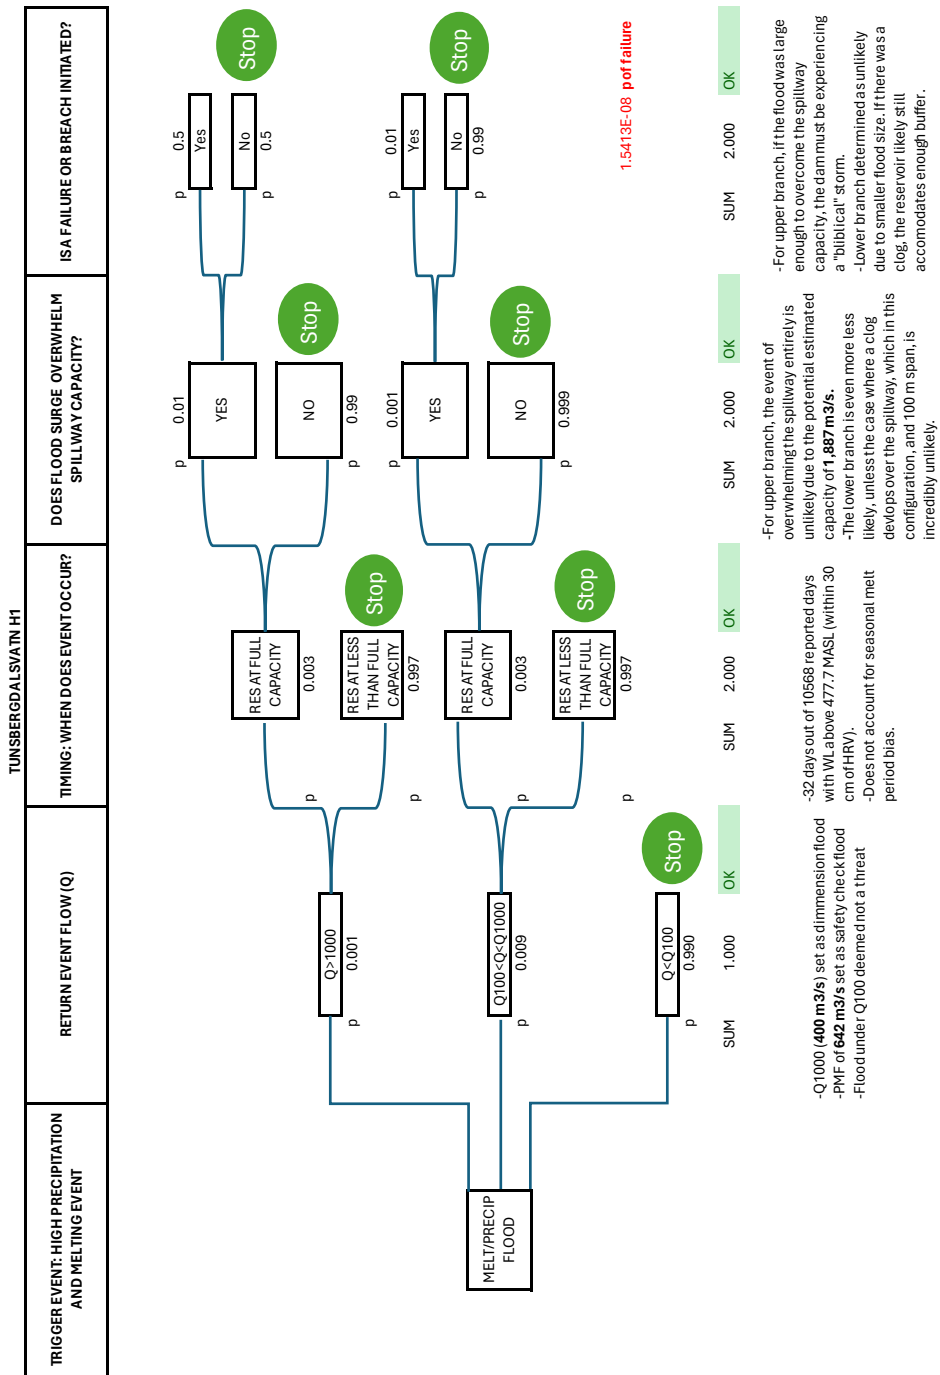 TUNSBERGDALSVATN H1
TRIGGER EVENT: HIGH PRECIPITATION
AND MELTING EVENT
RETURN EVENT FLOW (Q)
TIMING: WHEN DOES EVENT OCCUR?
DOES FLOOD SURGE OVERWHELM
SPILLWAY CAPACITY?
ISA FAILURE OR BREACH INITIATED?
MELT/PRECIP
FLOOD
p
Q>1000
0.001
p
Q100<Q<Q1000
0.009
p
Q<Q100
0.990
Stop
p
RES AT FULL
CAPACITY
0.003
p
RES AT LESS
THAN FULL
CAPACITY
0.997
Stop
p
RES AT FULL
CAPACITY
0.003
p
RES AT LESS
THAN FULL
CAPACITY
0.997
Stop
p
0.01
YES
NO
p
0.99
Stop
p
0.001
YES
NO
p
0.999
Stop
p
0.5
Yes
No
p
0.5
Stop
p
0.01
Yes
No
p
0.99
Stop
1.5413E-08 p of failure
SUM 1.000 OK
SUM 2.000 OK
SUM 2.000 OK
SUM 2.000 OK
-Q1000 (400 m3/s) set as dimmension flood
-PMF of 642 m3/s set as safety check flood
-Flood under Q100 deemed not a threat
-32 days out of 10568 reported days
with WL above 477.7 MASL (within 30
cm of HRV).
-Does not account for seasonal melt
period bias.
-For upper branch, the event of
overwhelming the spillway entirely is
unlikely due to the potential estimated
capacity of 1,887 m3/s.
-The lower branch is even more less
likely, unless the case where a clog
devlops over the spillway, which in this
configuration, and 100 m span, is
incredibly unlikely.
-For upper branch, if the flood was large
enough to overcome the spillway
capacity, the dam must be experiencing
a "bliblical" storm.
-Lower branch determined as unlikely
due to smaller flood size. If there was a
clog, the reservoir likely still
accomodates enough buffer.